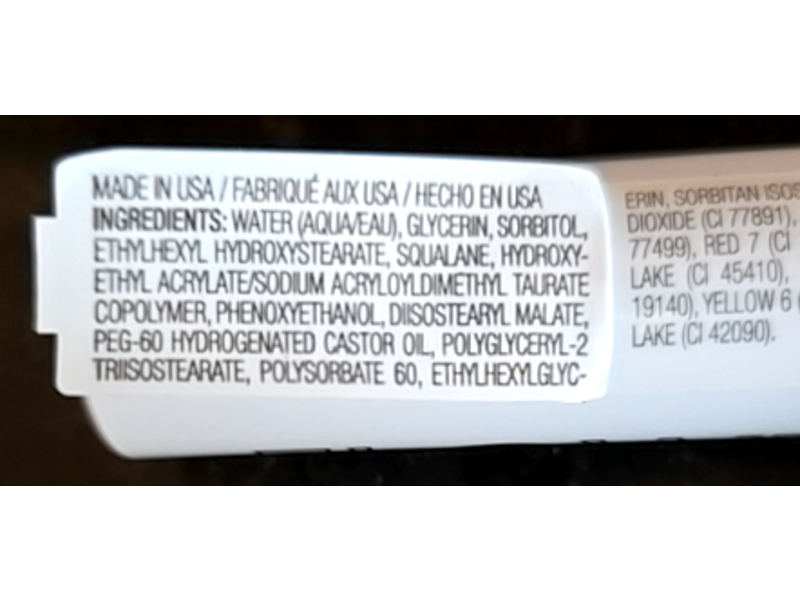 MADE IN USA / FABRIQUÉ AUX USA / HECHO EN USA
INGREDIENTS: WATER (AQUA/EAU), GLYCERIN, SORBITOL,
ETHYLHEXYL HYDROXYSTEARATE, SQUALANE, HYDROXY-
ETHYL ACRYLATE/SODIUM ACRYLOYLDIMETHYL TAURATE
COPOLYMER, PHENOXYETHANOL, DIISOSTEARYL MALATE,
PEG-60 HYDROGENATED CASTOR OIL, POLYGLYCERYL-2
TRIISOSTEARATE, POLYSORBATE 60, ETHYLHEXYLGLYC-
ERIN, SORBITAN ISOS
DIOXIDE (CI 77891),
77499), RED 7 (CI
LAKE (CI 45410),
19140), YELLOW 6 (
LAKE (CI 42090).